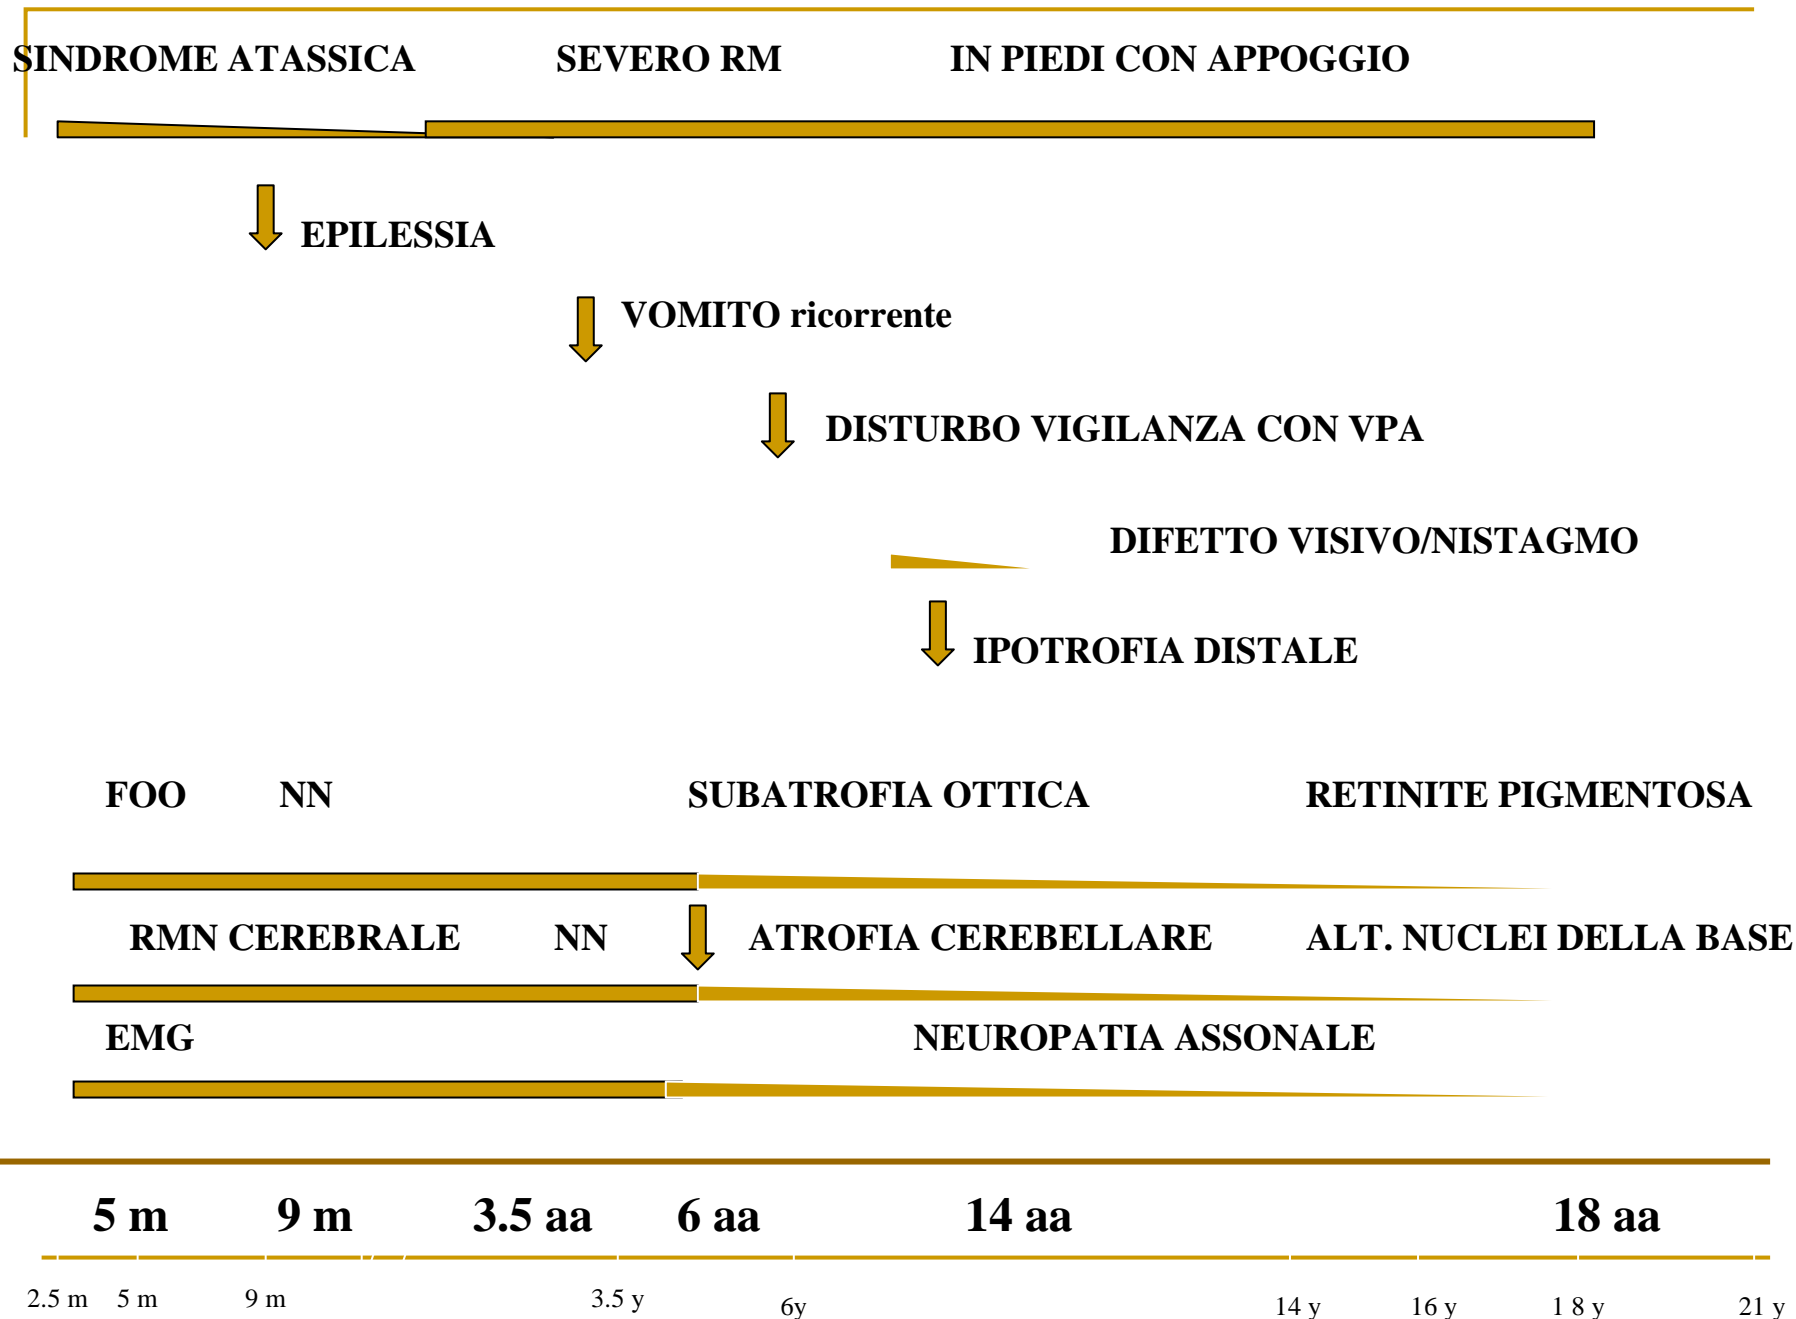 SINDROME ATASSICA SEVERO RM IN PIEDI CON APPOGGIO
EPILESSIA
VOMITO ricorrente
DISTURBO VIGILANZA CON VPA
DIFETTO VISIVO/NISTAGMO
IPOTROFIA DISTALE
FOO NN SUBATROFIA OTTICA RETINITE PIGMENTOSA
RMN CEREBRALE NN ATROFIA CEREBELLARE ALT. NUCLEI DELLA BASE
EMG NEUROPATIA ASSONALE
5 m 9 m 3.5 aa 6 aa 14 aa 18 aa
2.5 m 5 m 9 m 3.5 y 6y 14 y 16 y 1 8 y 21 y